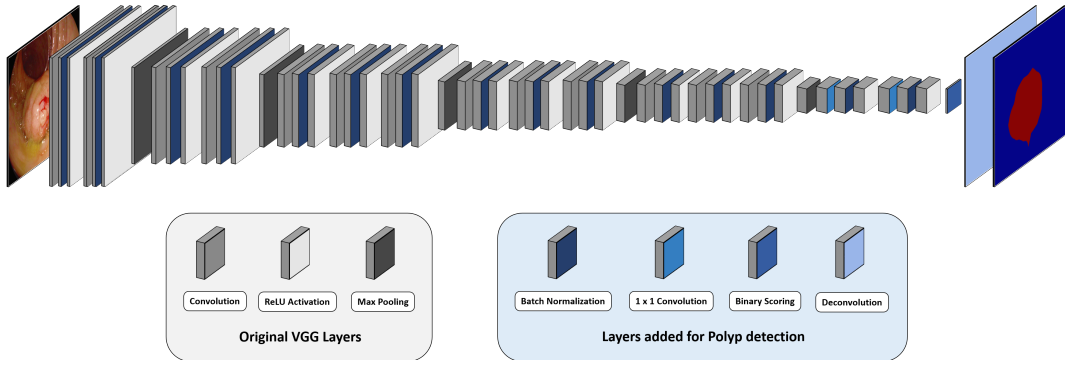 Convolution
ReLU Activation
Max Pooling
Original VGG Layers
Batch Normalization
1 x 1 Convolution
Binary Scoring
Deconvolution
Layers added for Polyp detection